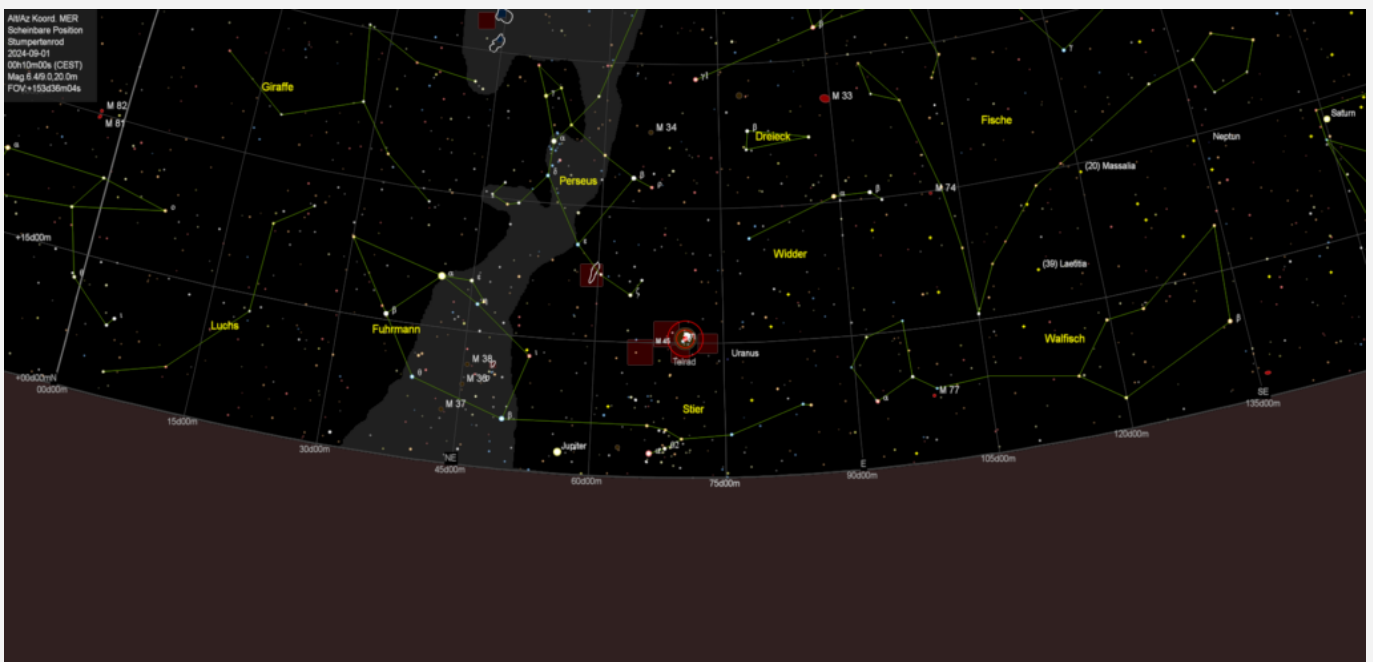 Alt/Az Koord. MER
Scheinbare Position
Stumpertenrod
2024-09-01
00h10m00s (CEST)
Mag:6.4/9.0,20.0m
FOV:+153d36m04s
M 82
M 81
Giraffe
M 33
γ1
M 34
β
Dreieck
Fische
Saturn
Neptun
(20) Massalia
Perseus
M 74
α
β
+15d00m
Widder
(39) Laetitia
Luchs
Fuhrmann
β
α
M 45
Telrad
Uranus
Walfisch
β
M 38
M 36
M 37
β
Stier
M 77
α
Jupiter
+00d00mN
00d00m
15d00m
30d00m
NE
45d00m
60d00m
75d00m
E
90d00m
105d00m
120d00m
SE
135d00m